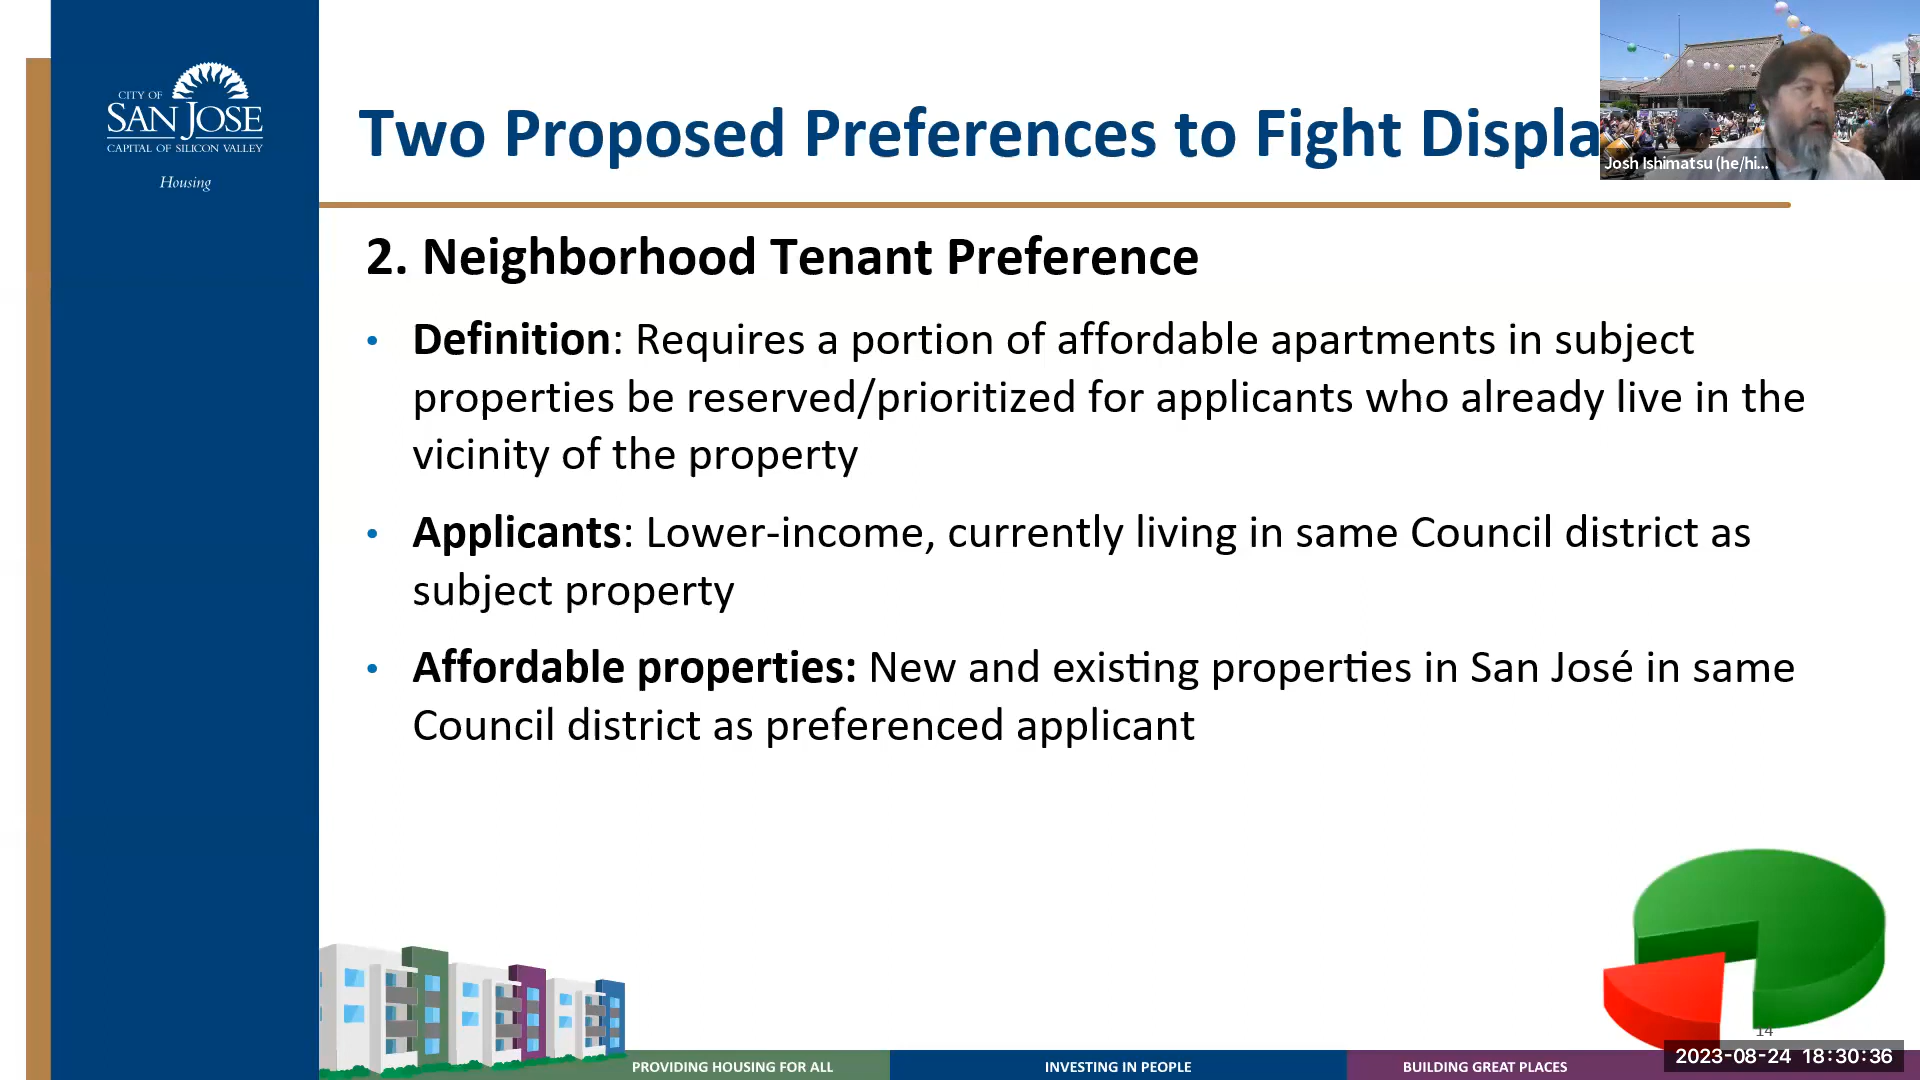 CITY OF
SAN JOSE
CAPITAL OF SILICON VALLEY
Housing
Two Proposed Preferences to Fight Displa
Josh Ishimatsu (he/hi...
2. Neighborhood Tenant Preference
• Definition: Requires a portion of affordable apartments in subject
properties be reserved/prioritized for applicants who already live in the
vicinity of the property
• Applicants: Lower-income, currently living in same Council district as
subject property
• Affordable properties: New and existing properties in San José in same
Council district as preferenced applicant
14
PROVIDING HOUSING FOR ALL
INVESTING IN PEOPLE
BUILDING GREAT PLACES
2023-08-24 18:30:36